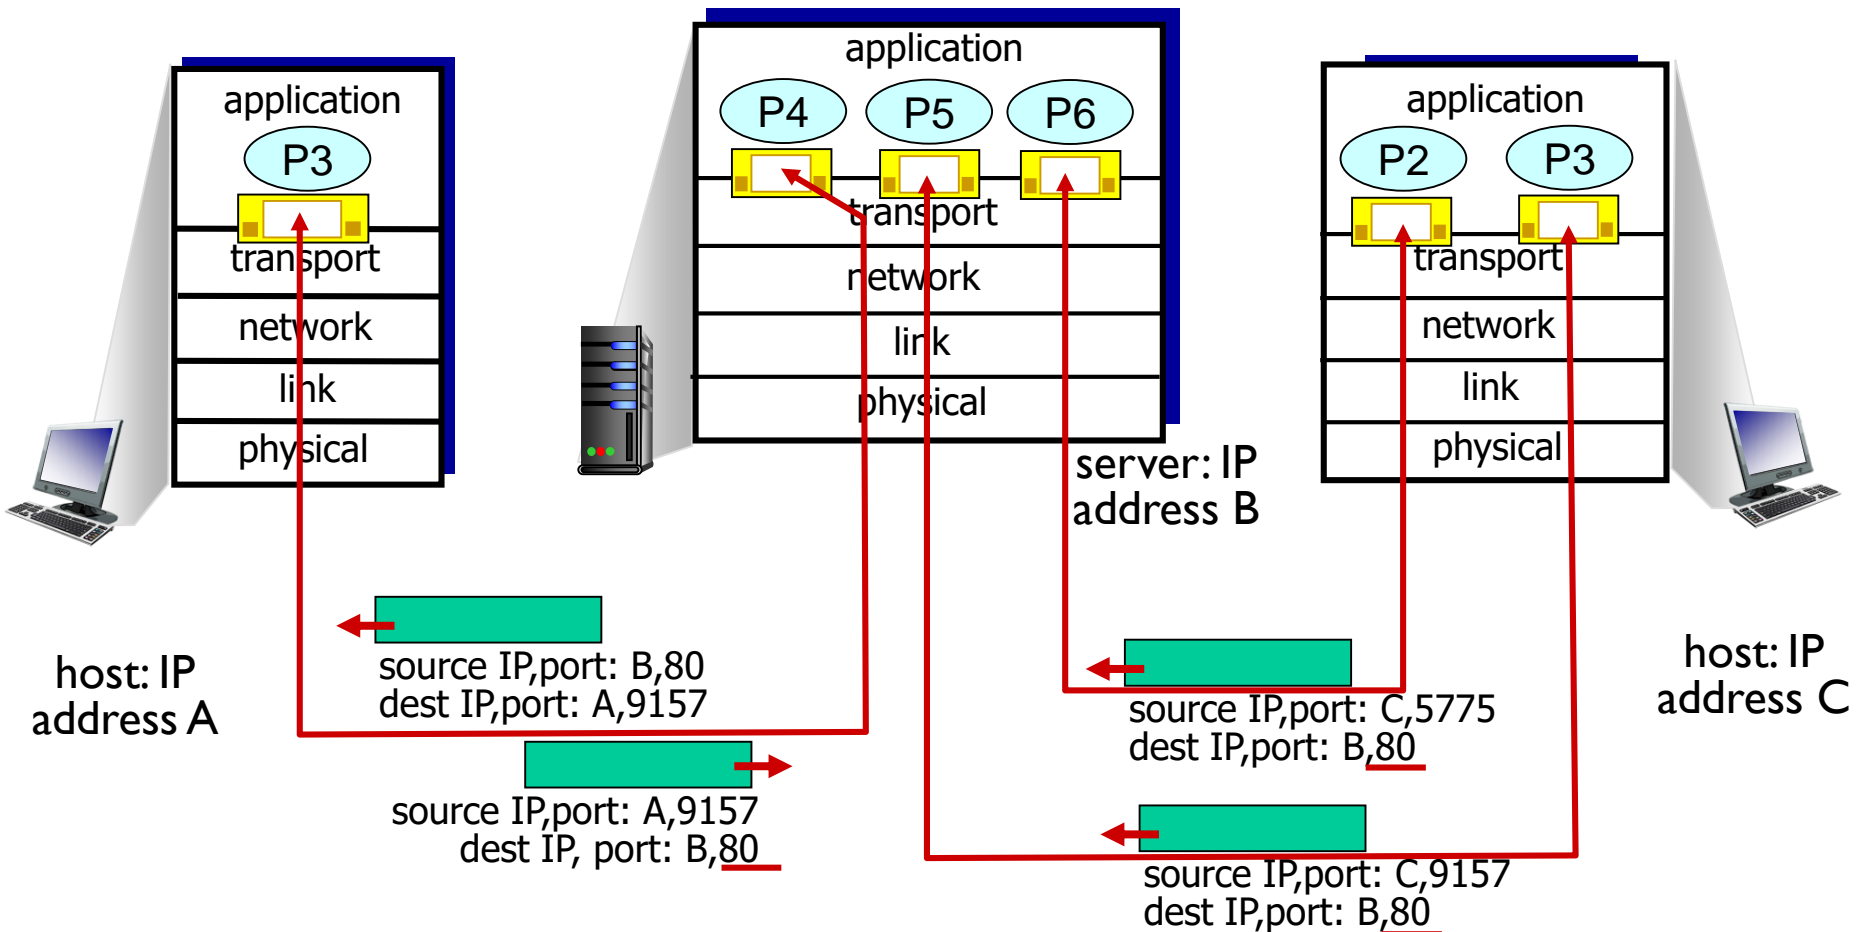 application
P3
transport
network
link
physical
host: IP
address A
application
P4
P5
P6
transport
network
link
physical
server: IP
address B
application
P2
P3
transport
network
link
physical
host: IP
address C
source IP,port: B,80
dest IP,port: A,9157
source IP,port: A,9157
dest IP, port: B,80
source IP,port: C,5775
dest IP,port: B,80
source IP,port: C,9157
dest IP,port: B,80